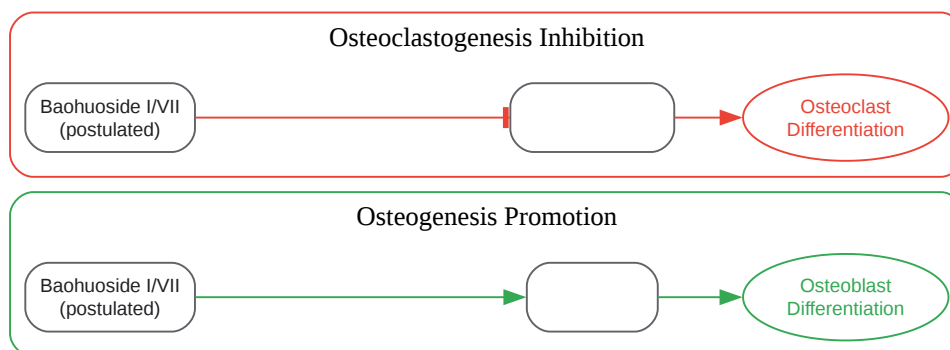 Osteoclastogenesis Inhibition
Baohuoside I/VII
(postulated)
Osteoclast
Differentiation
Osteogenesis Promotion
Baohuoside I/VII
(postulated)
Osteoblast
Differentiation